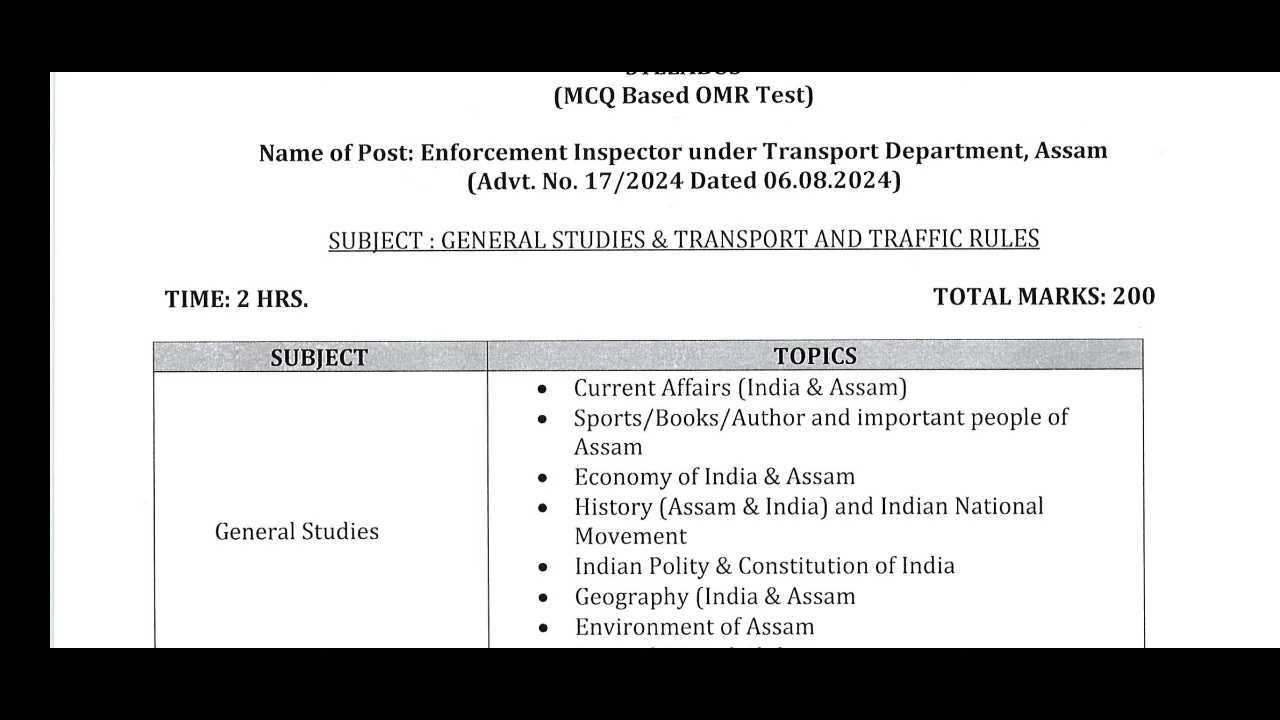 (MCQ Based OMR Test)
Name of Post: Enforcement Inspector under Transport Department, Assam
(Advt. No. 17/2024 Dated 06.08.2024)
SUBJECT : GENERAL STUDIES & TRANSPORT AND TRAFFIC RULES
TIME: 2 HRS.
TOTAL MARKS: 200
SUBJECT
TOPICS
General Studies
• Current Affairs (India & Assam)
• Sports/Books/Author and important people of
Assam
• Economy of India & Assam
• History (Assam & India) and Indian National
Movement
• Indian Polity & Constitution of India
• Geography (India & Assam
• Environment of Assam